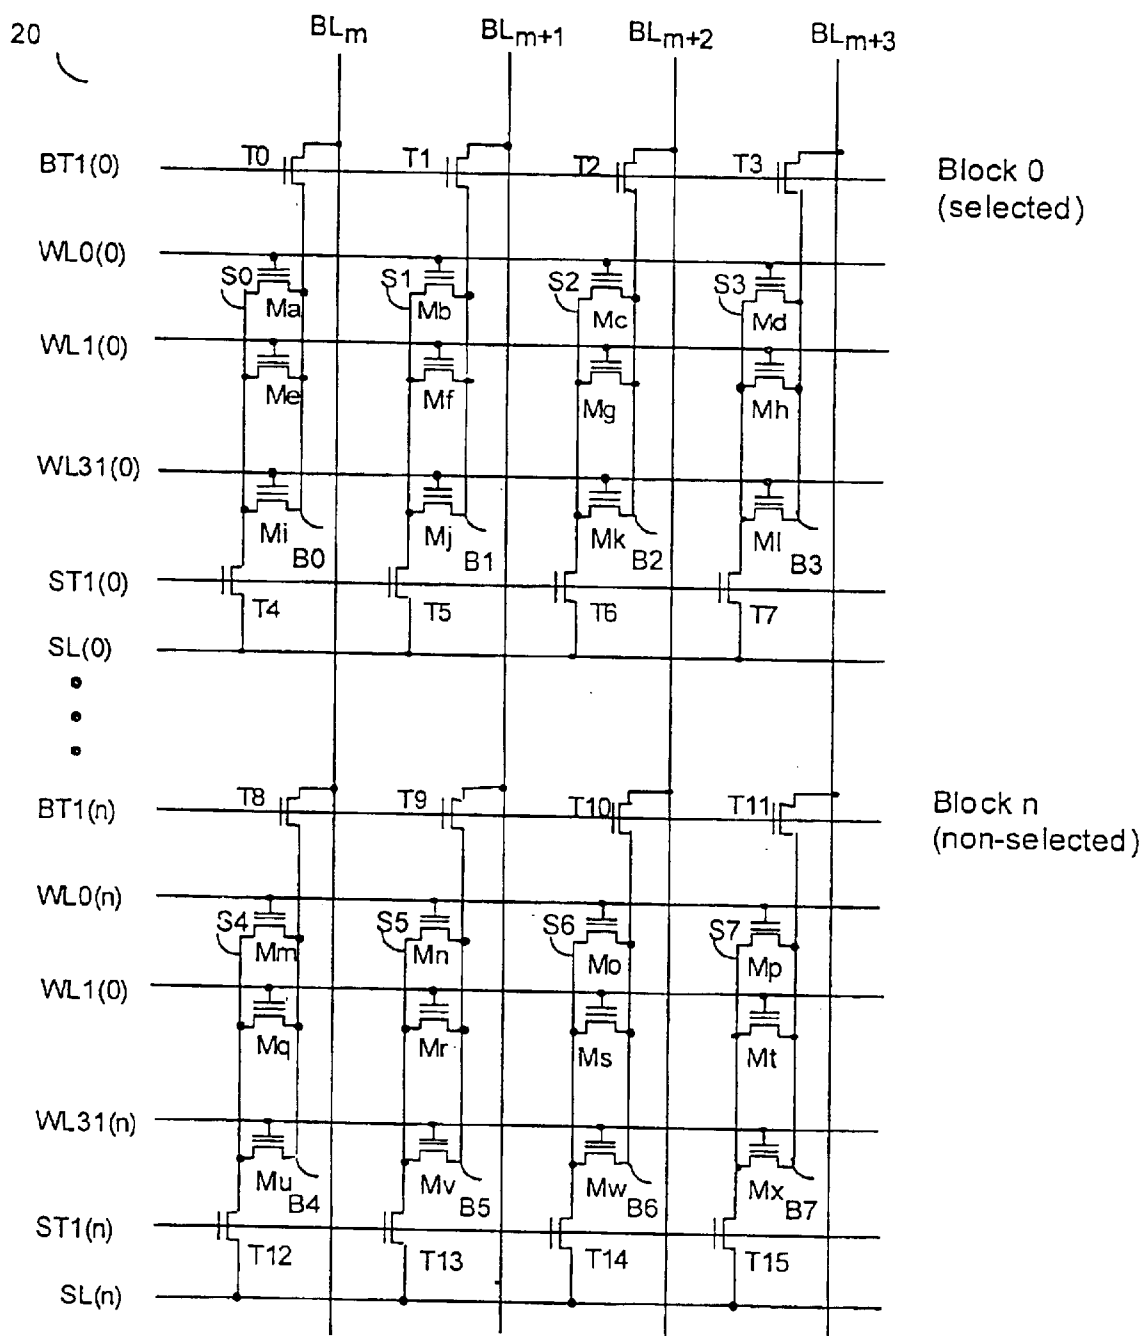 20 BLm BLm+1 BLm+2 BLm+3
BT1(0) T0 T1 T2 T3 Block 0
(selected)
WL0(0)
S0 S1 S2 S3
Ma Mb Mc Md
WL1(0)
Me Mf Mg Mh
WL31(0)
Mi Mj Mk Ml
B0 B1 B2 B3
ST1(0)
T4 T5 T6 T7
SL(0)
BT1(n) T8 T9 T10 T11 Block n
(non-selected)
WL0(n)
S4 S5 S6 S7
Mm Mn Mo Mp
WL1(0)
Mq Mr Ms Mt
WL31(n)
Mu Mv Mw Mx
B4 B5 B6 B7
ST1(n)
T12 T13 T14 T15
SL(n)